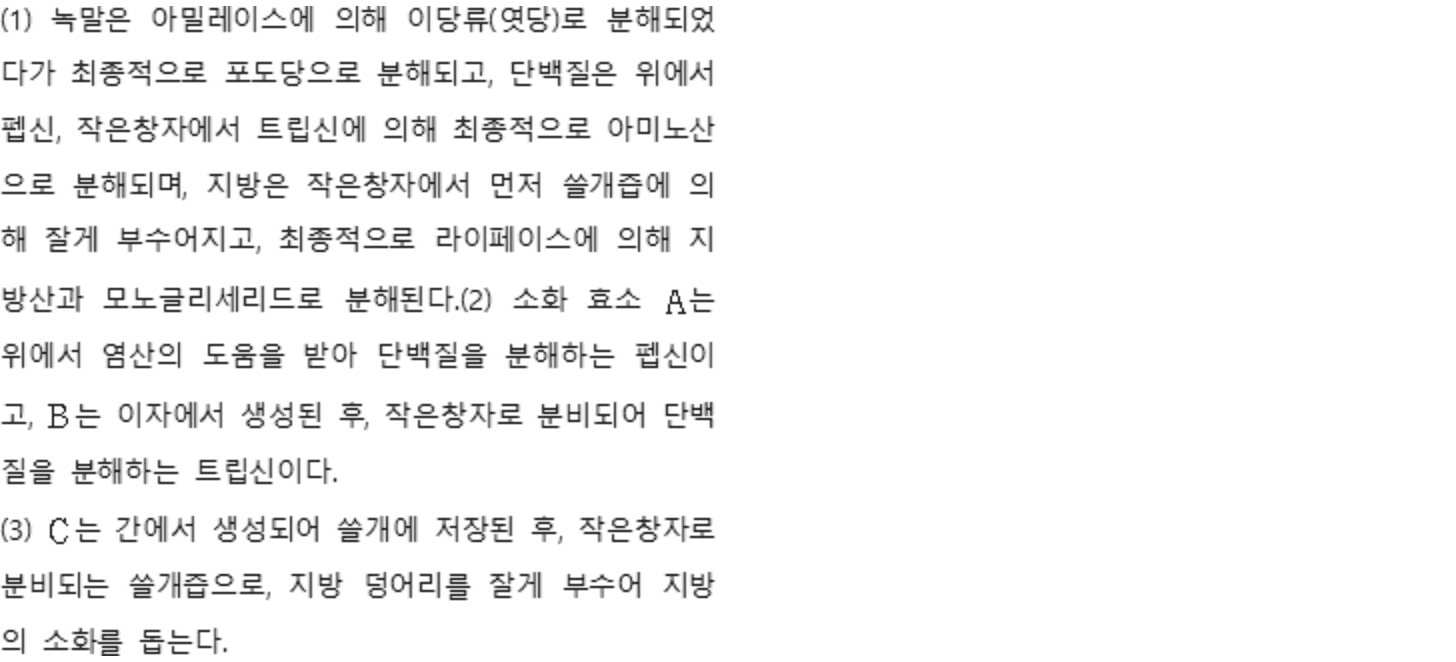 (1) 녹말은 아밀레이스에 의해 이당류(엿당)로 분해되었
다가 최종적으로 포도당으로 분해되고, 단백질은 위에서
펩신, 작은창자에서 트립신에 의해 최종적으로 아미노산
으로 분해되며, 지방은 작은창자에서 먼저 쓸개즙에 의
해 잘게 부수어지고, 최종적으로 라이페이스에 의해 지
방산과 모노글리세리드로 분해된다.(2) 소화 효소 A는
위에서 염산의 도움을 받아 단백질을 분해하는 펩신이
고, B는 이자에서 생성된 후, 작은창자로 분비되어 단백
질을 분해하는 트립신이다.
(3) C는 간에서 생성되어 쓸개에 저장된 후, 작은창자로
분비되는 쓸개즙으로, 지방 덩어리를 잘게 부수어 지방
의 소화를 돕는다.